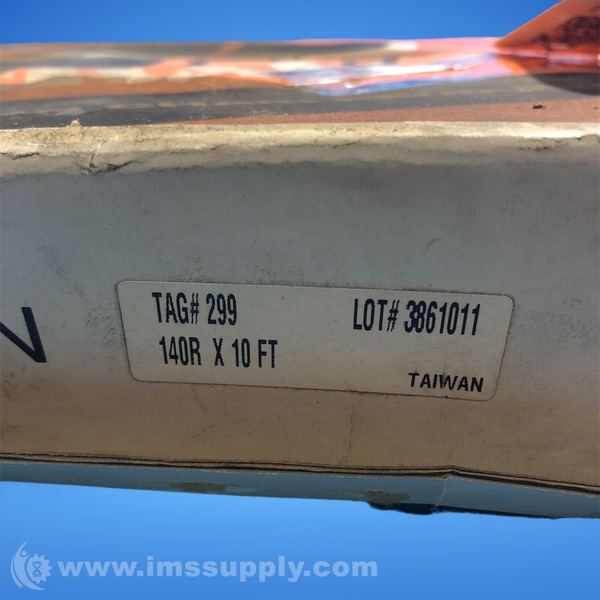 TAG# 299 LOT# 3861011
140R X 10 FT
TAIWAN
www.imssupply.com